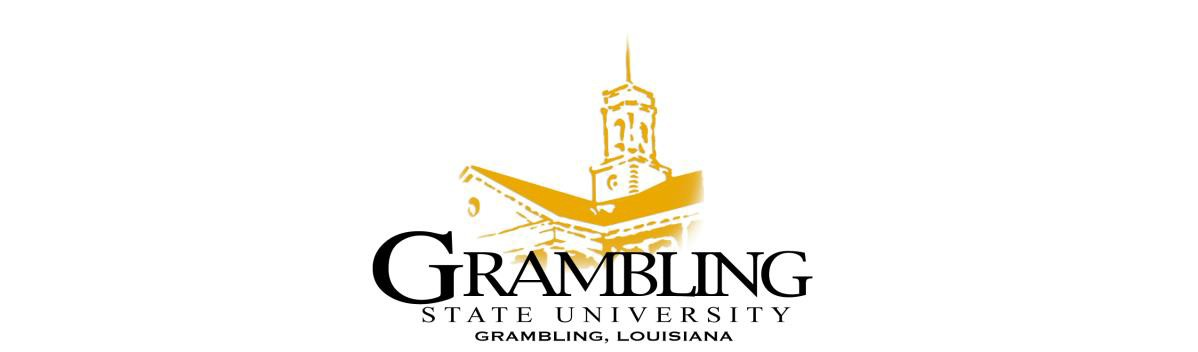 GRAMBLING
STATE UNIVERSITY
GRAMBLING, LOUISIANA